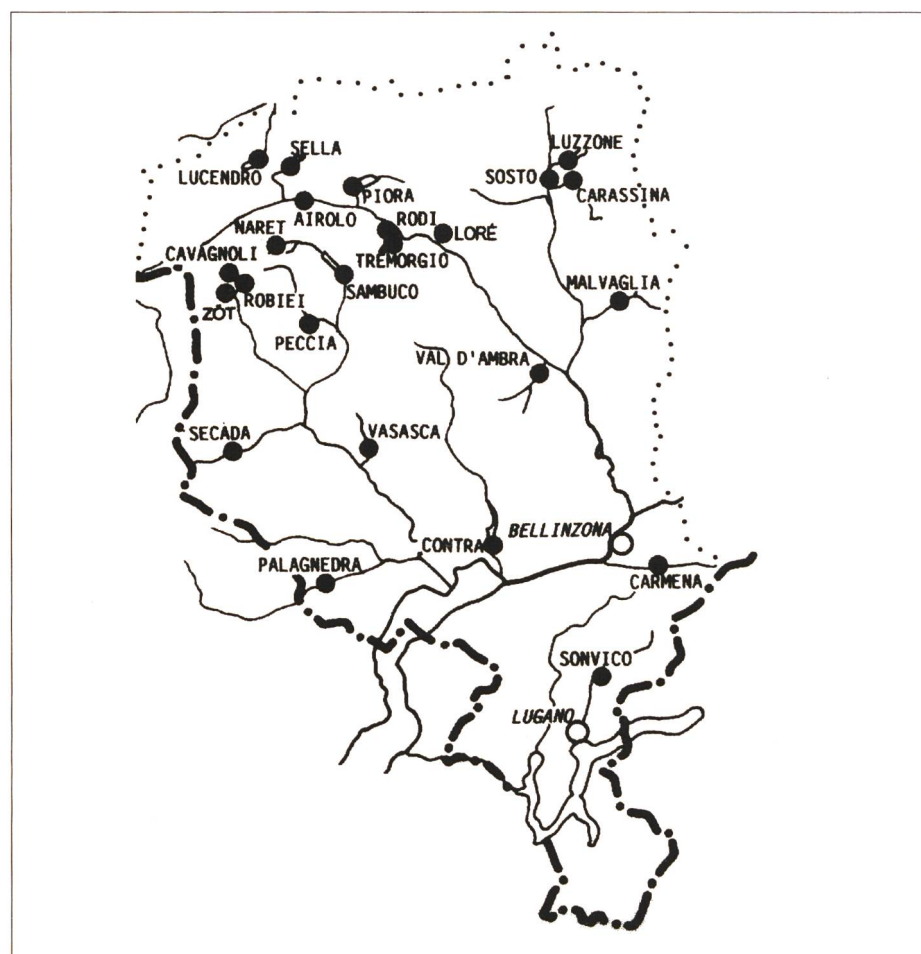 SELLA
LUCENDRO
PIORA
LUZZONE
SOSTO
CARASSINA
AIROLO
NARET
RODI
LORÉ
CAVAGNOLI
TREMORGIO
SAMBUCO
ROBIEI
ZÖT
MALVAGLIA
PECCIA
VAL D'AMBRA
SECADA
VASASCA
BELLINZONA
CONTRA
PALAGNEDRA
CARMENA
SONVICO
LUGANO